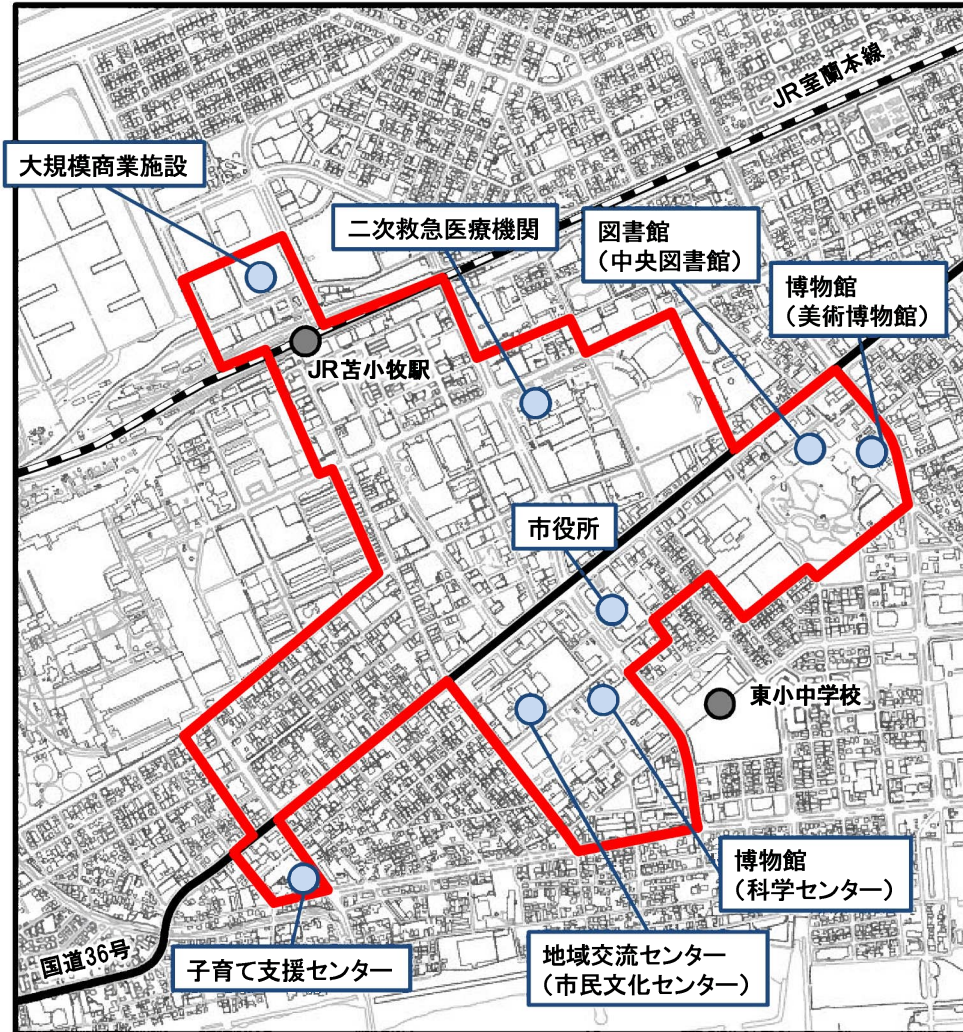 JR室蘭本線
大規模商業施設
二次救急医療機関
図書館
（中央図書館）
博物館
（美術博物館）
JR苫小牧駅
市役所
東小中学校
博物館
（科学センター）
国道36号
子育て支援センター
地域交流センター
（市民文化センター）